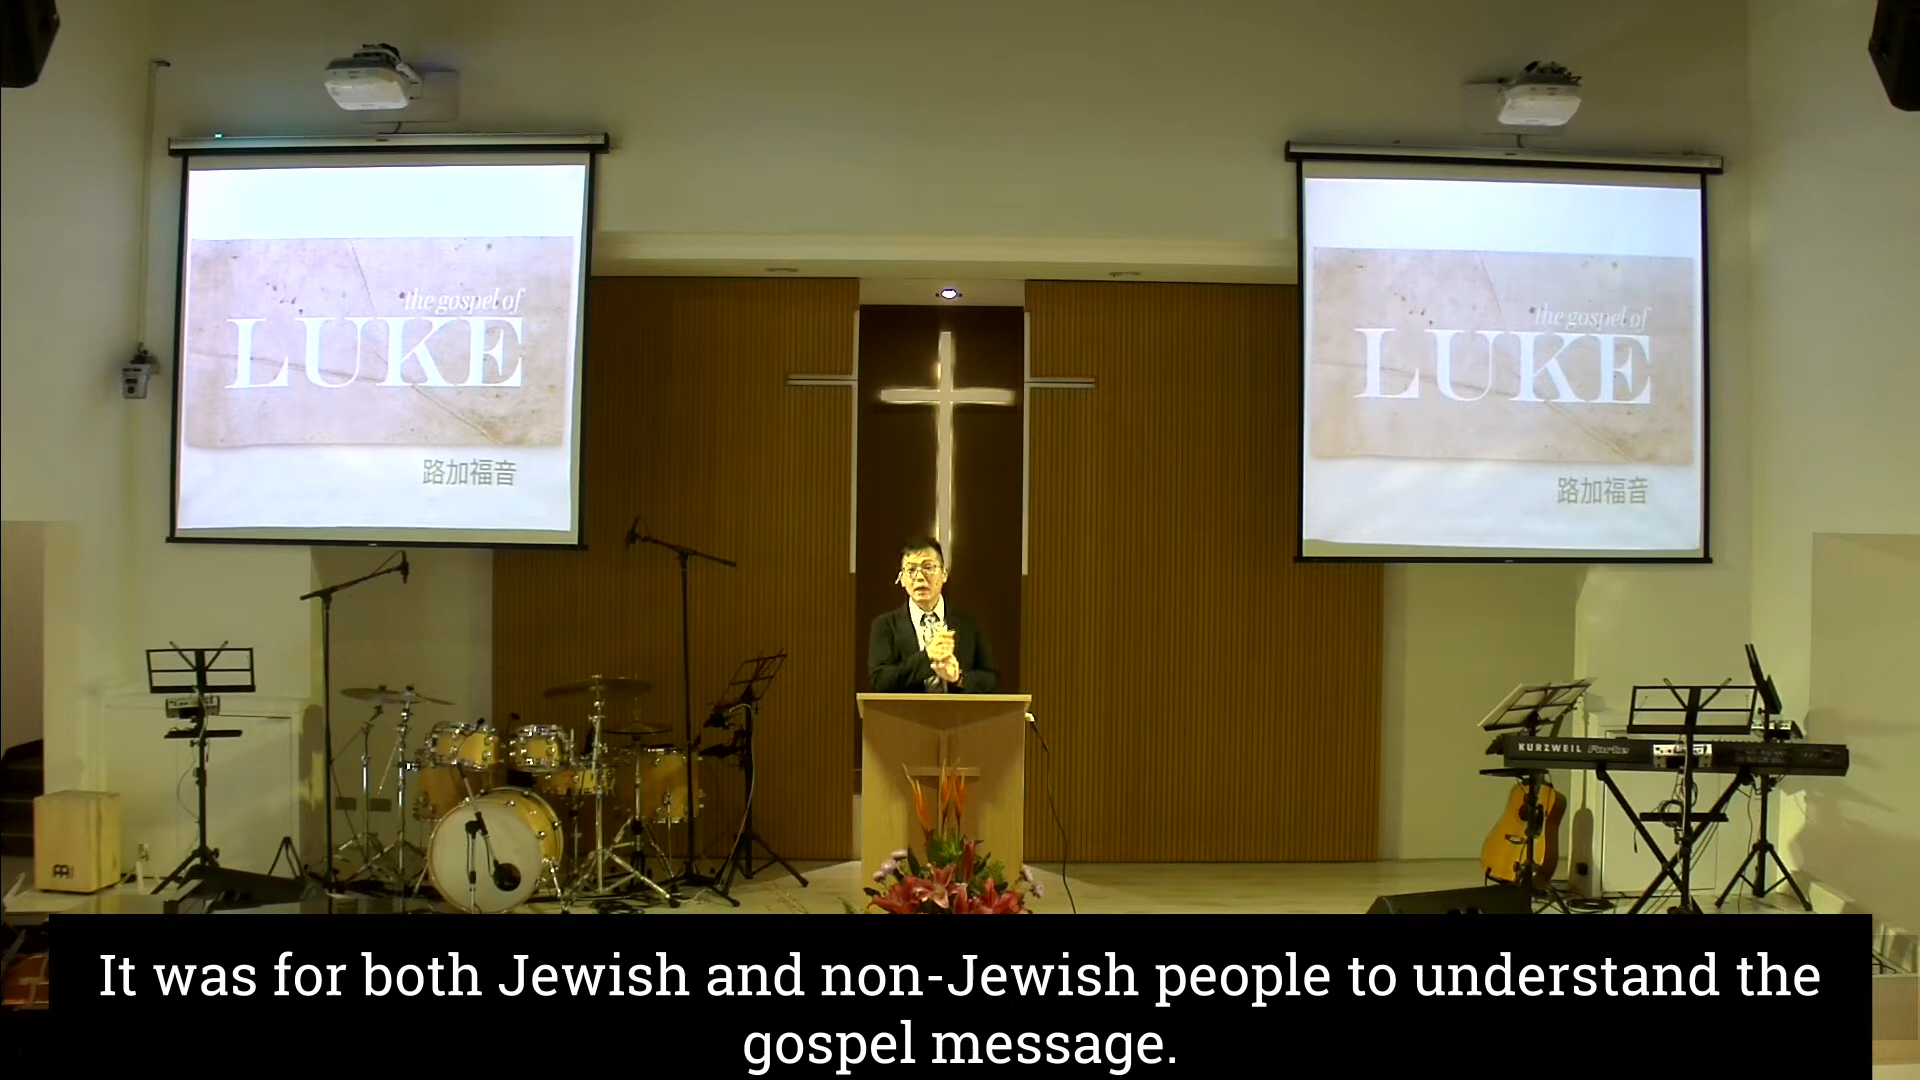 the gospel of
LUKE
路加福音
the gospel of
LUKE
路加福音
KURZWEIL Forte
It was for both Jewish and non-Jewish people to understand the
gospel message.